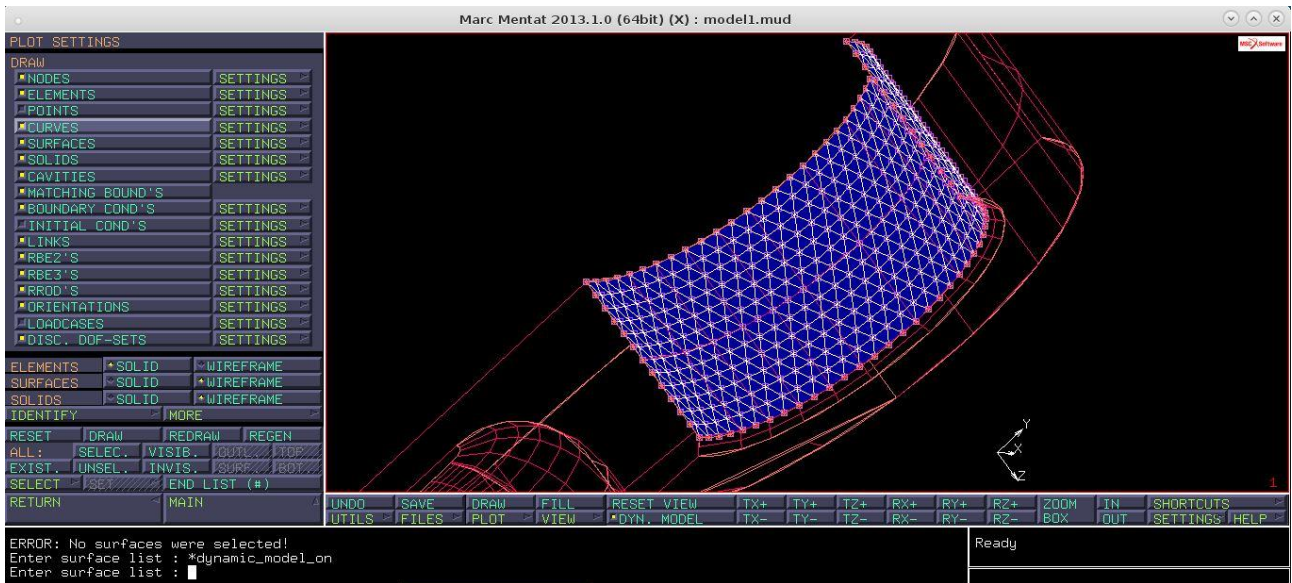 Marc Mentat 2013.1.0 (64bit) (X) : model1.mud
PLOT SETTINGS
MSC Software
DRAW
NODES SETTINGS
ELEMENTS SETTINGS
POINTS SETTINGS
CURVES SETTINGS
SURFACES SETTINGS
SOLIDS SETTINGS
CAVITIES SETTINGS
MATCHING BOUND'S
BOUNDARY COND'S SETTINGS
INITIAL COND'S SETTINGS
LINKS SETTINGS
RBE2'S SETTINGS
RBE3'S SETTINGS
RROD'S SETTINGS
ORIENTATIONS SETTINGS
LOADCASES SETTINGS
DISC. DOF-SETS SETTINGS
ELEMENTS SOLID WIREFRAME
SURFACES SOLID WIREFRAME
SOLIDS SOLID WIREFRAME
IDENTIFY MORE
RESET DRAW REDRAW REGEN
ALL: SELEC. VISIB. OUTL. TOP
EXIST. UNSEL. INVIS. SURF. BOT.
SELECT SET END LIST (#)
RETURN MAIN
Y
X
Z
1
UNDO SAVE DRAW FILL RESET VIEW TX+ TY+ TZ+ RX+ RY+ RZ+ ZOOM IN SHORTCUTS
UTILS FILES PLOT VIEW DYN. MODEL TX- TY- TZ- RX- RY- RZ- BOX OUT SETTINGS HELP
ERROR: No surfaces were selected!
Enter surface list : *dynamic_model_on
Enter surface list :
Ready